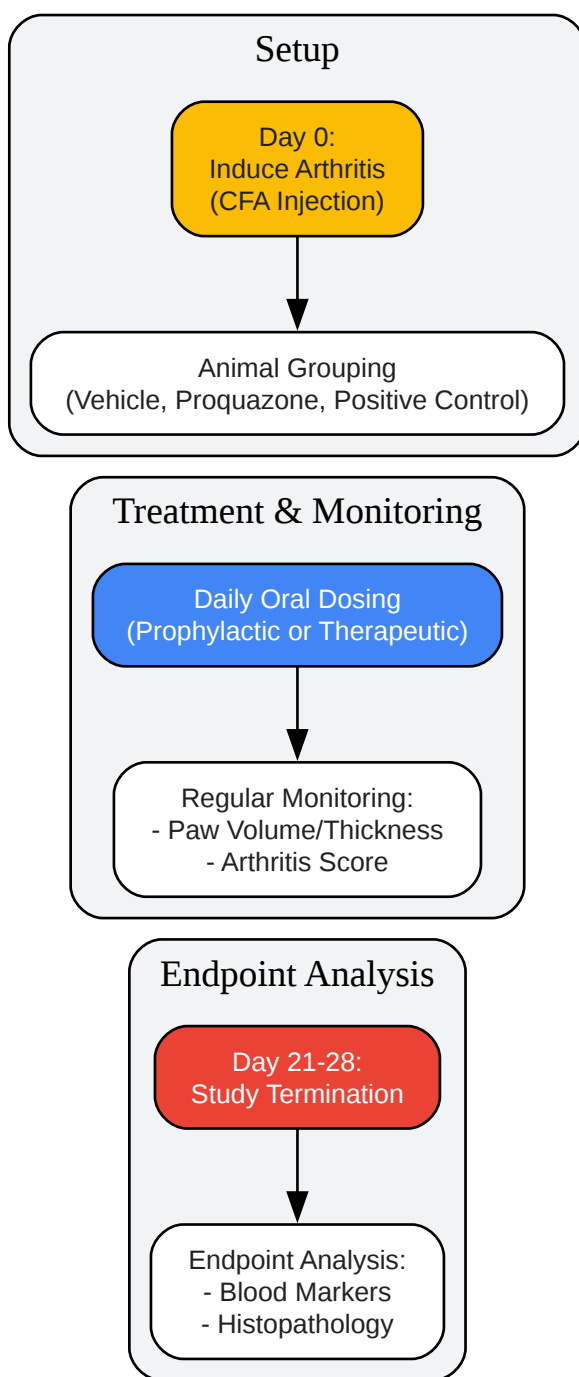 Setup
Day 0:
Induce Arthritis
(CFA Injection)
Animal Grouping
(Vehicle, Proquazone, Positive Control)
Treatment & Monitoring
Daily Oral Dosing
(Prophylactic or Therapeutic)
Regular Monitoring:
- Paw Volume/Thickness
- Arthritis Score
Endpoint Analysis
Day 21-28:
Study Termination
Endpoint Analysis:
- Blood Markers
- Histopathology